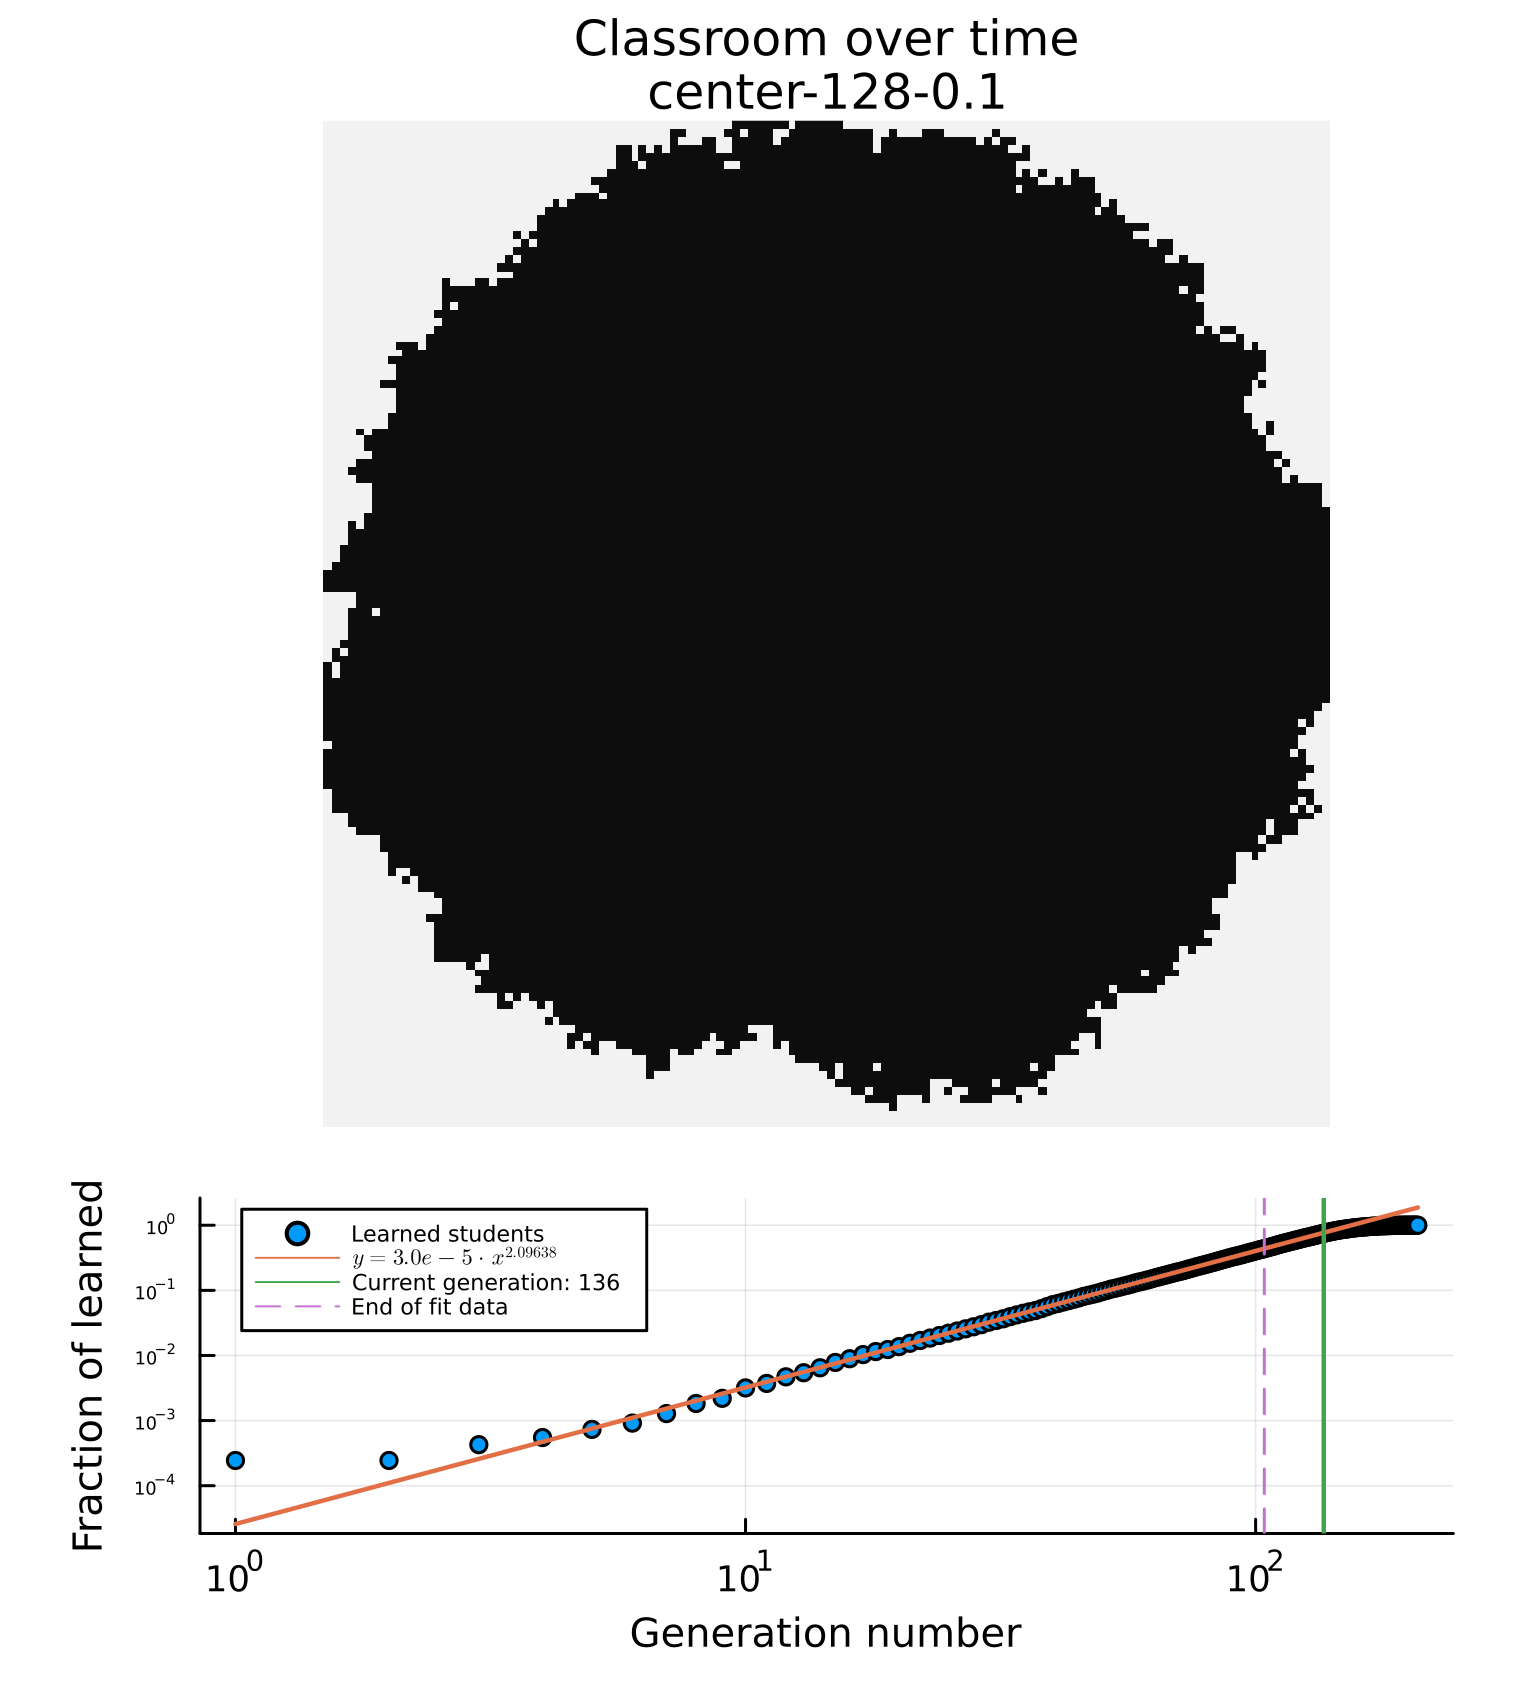 Classroom over time
center-128-0.1
Fraction of learned
10^0
10^-1
10^-2
10^-3
10^-4
Learned students
y = 3.0e − 5 · x^2.09638
Current generation: 136
End of fit data
10^0 10^1 10^2
Generation number